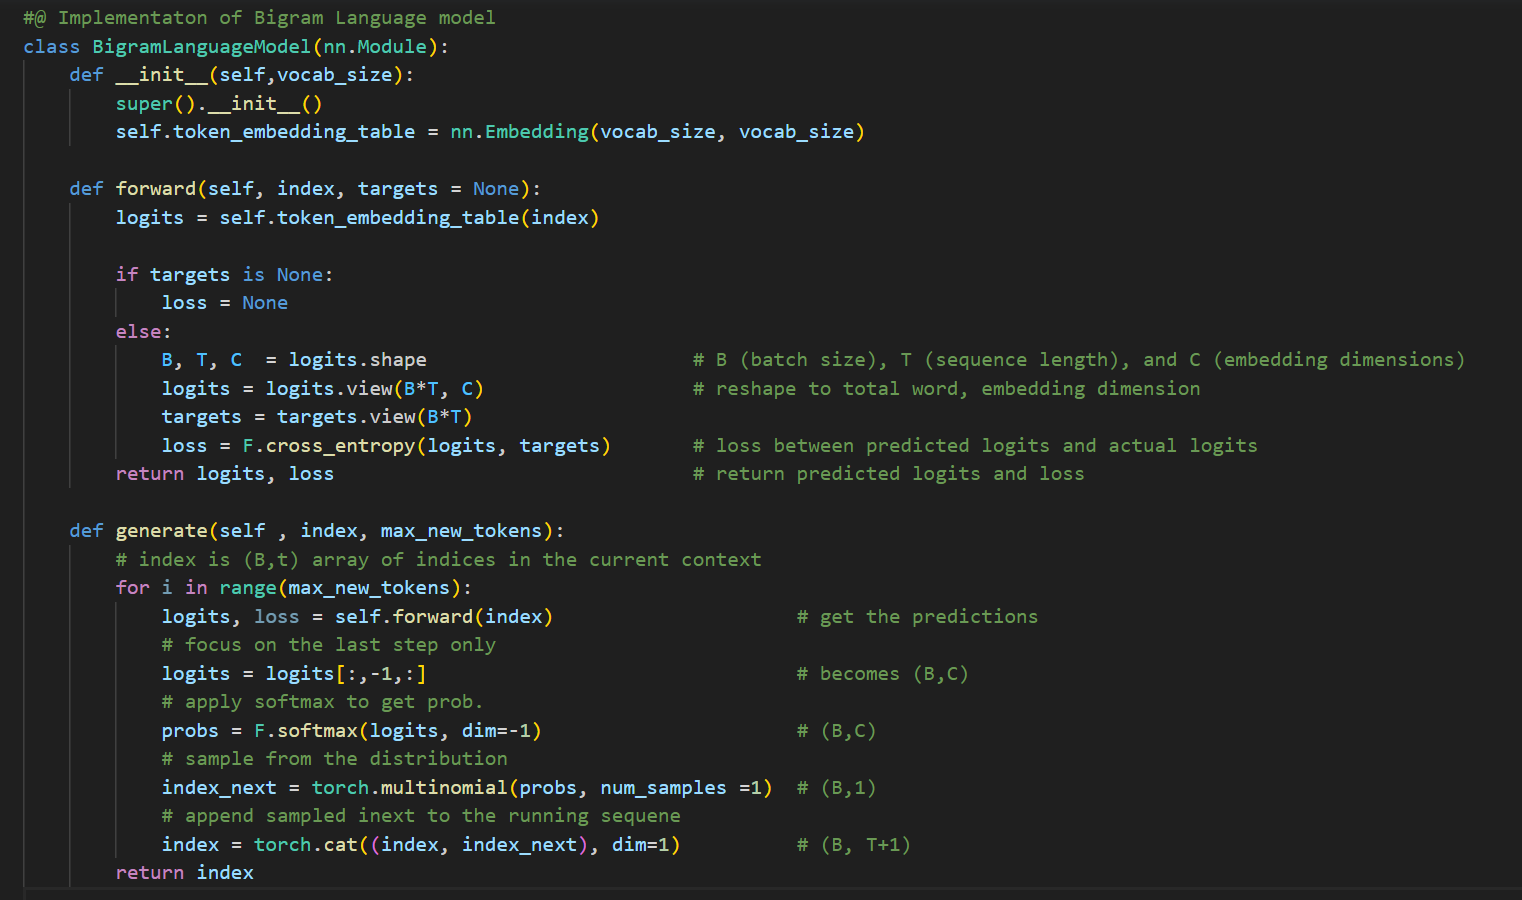 #@ Implementaton of Bigram Language model
class BigramLanguageModel(nn.Module):
    def __init__(self,vocab_size):
        super().__init__()
        self.token_embedding_table = nn.Embedding(vocab_size, vocab_size)

    def forward(self, index, targets = None):
        logits = self.token_embedding_table(index)

        if targets is None:
            loss = None
        else:
            B, T, C  = logits.shape                       # B (batch size), T (sequence length), and C (embedding dimensions)
            logits = logits.view(B*T, C)                  # reshape to total word, embedding dimension
            targets = targets.view(B*T)
            loss = F.cross_entropy(logits, targets)       # loss between predicted logits and actual logits
        return logits, loss                               # return predicted logits and loss

    def generate(self , index, max_new_tokens):
        # index is (B,t) array of indices in the current context
        for i in range(max_new_tokens):
            logits, loss = self.forward(index)                     # get the predictions
            # focus on the last step only
            logits = logits[:,-1,:]                                # becomes (B,C)
            # apply softmax to get prob.
            probs = F.softmax(logits, dim=-1)                      # (B,C)
            # sample from the distribution
            index_next = torch.multinomial(probs, num_samples =1)  # (B,1)
            # append sampled inext to the running sequene
            index = torch.cat((index, index_next), dim=1)          # (B, T+1)
        return index